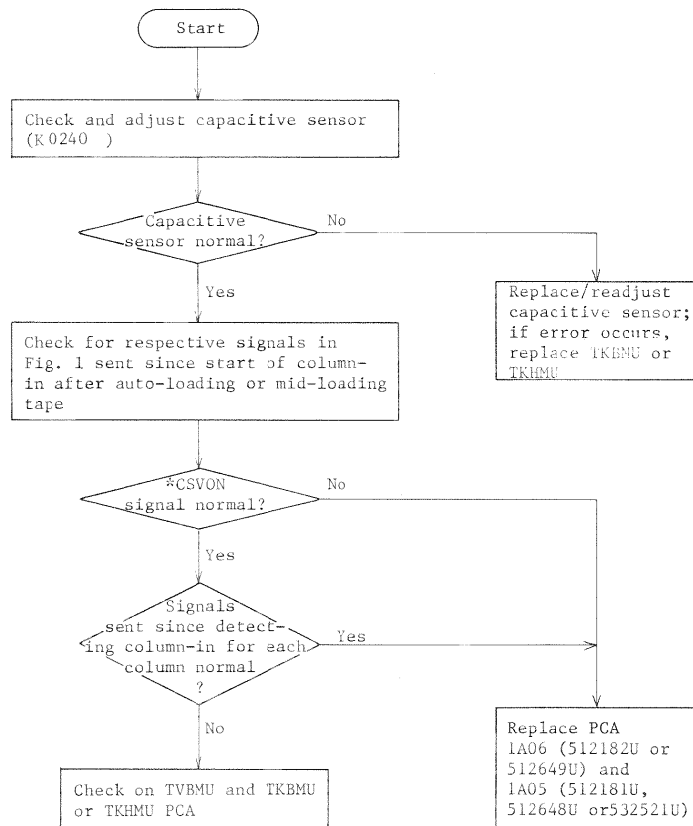 Start
Check and adjust capacitive sensor
(K0240 )
Capacitive
sensor normal?
No
Yes
Replace/readjust
capacitive sensor;
if error occurs,
replace TKBMU or
TKHMU
Check for respective signals in
Fig. 1 sent since start of column-
in after auto-loading or mid-loading
tape
*CSVON
signal normal?
No
Yes
Signals
sent since detect-
ing column-in for each
column normal
?
Yes
No
Replace PCA
1A06 (512182U or
512649U) and
1A05 (512181U,
512648U or532521U)
Check on TVBMU and TKBMU
or TKHMU PCA